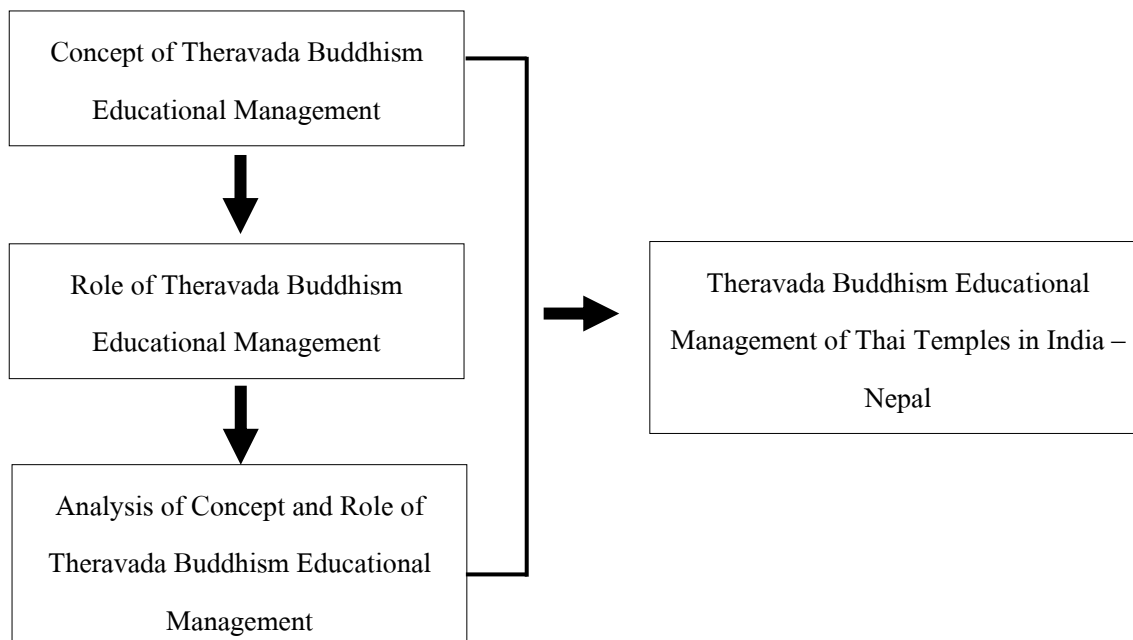 Concept of Theravada Buddhism
Educational Management
Role of Theravada Buddhism
Educational Management
Analysis of Concept and Role of
Theravada Buddhism Educational
Management
Theravada Buddhism Educational
Management of Thai Temples in India –
Nepal